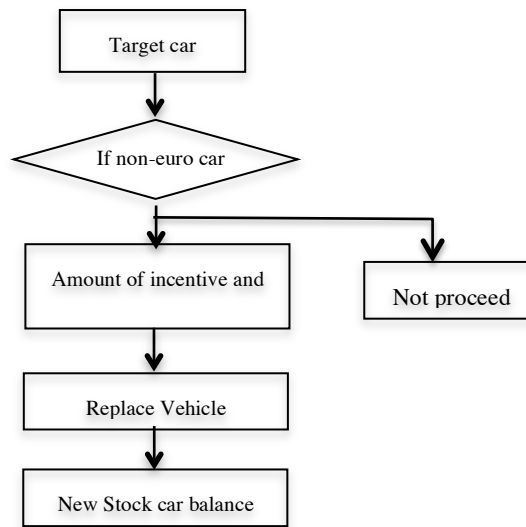 Target car
If non-euro car
Amount of incentive and
Not proceed
Replace Vehicle
New Stock car balance